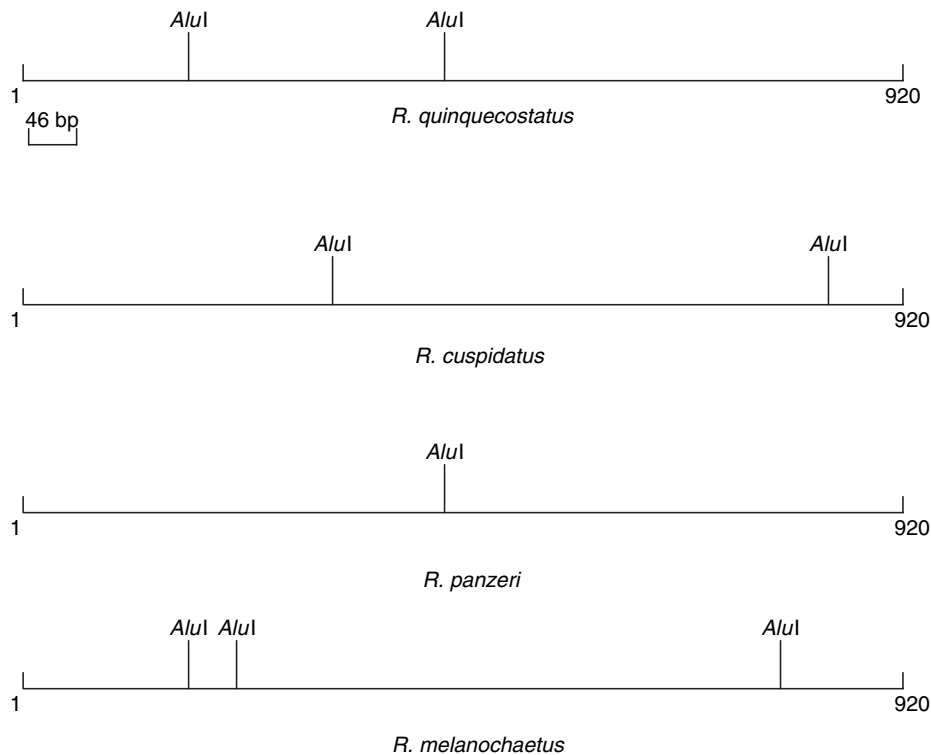 AluI AluI
1 920
R. quinquecostatus
46 bp
AluI AluI
1 920
R. cuspidatus
AluI
1 920
R. panzeri
AluI AluI AluI
1 920
R. melanochaetus